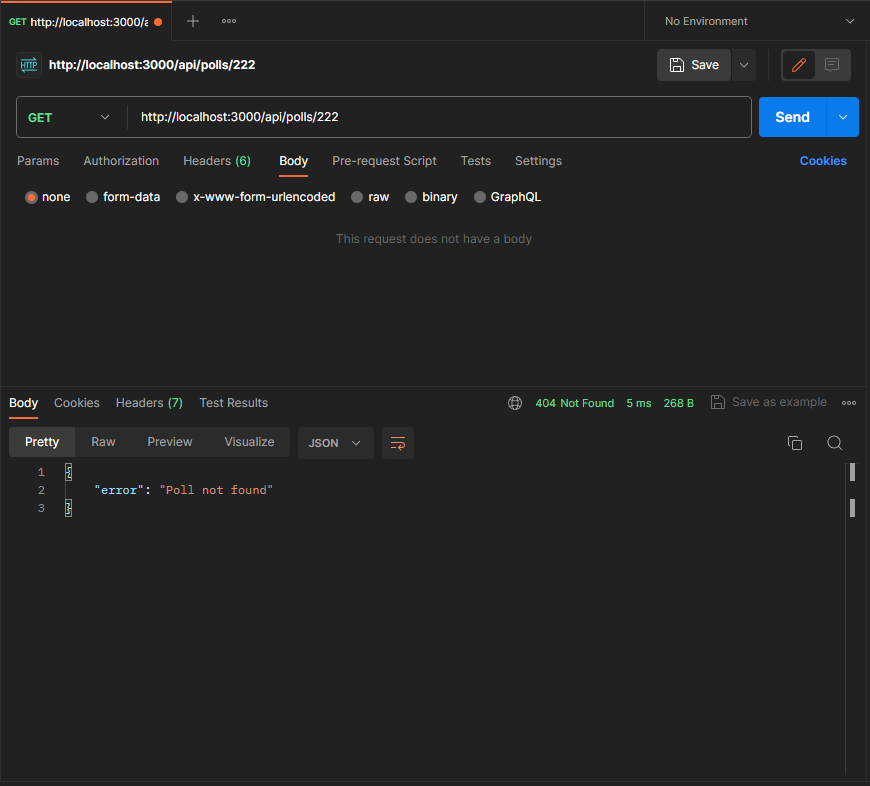 GET http://localhost:3000/a
No Environment
HTTP http://localhost:3000/api/polls/222
Save
GET http://localhost:3000/api/polls/222
Send
Params Authorization Headers (6) Body Pre-request Script Tests Settings Cookies
none form-data x-www-form-urlencoded raw binary GraphQL
This request does not have a body
Body Cookies Headers (7) Test Results 404 Not Found 5 ms 268 B Save as example
Pretty Raw Preview Visualize JSON
1 {
2 "error": "Poll not found"
3 }